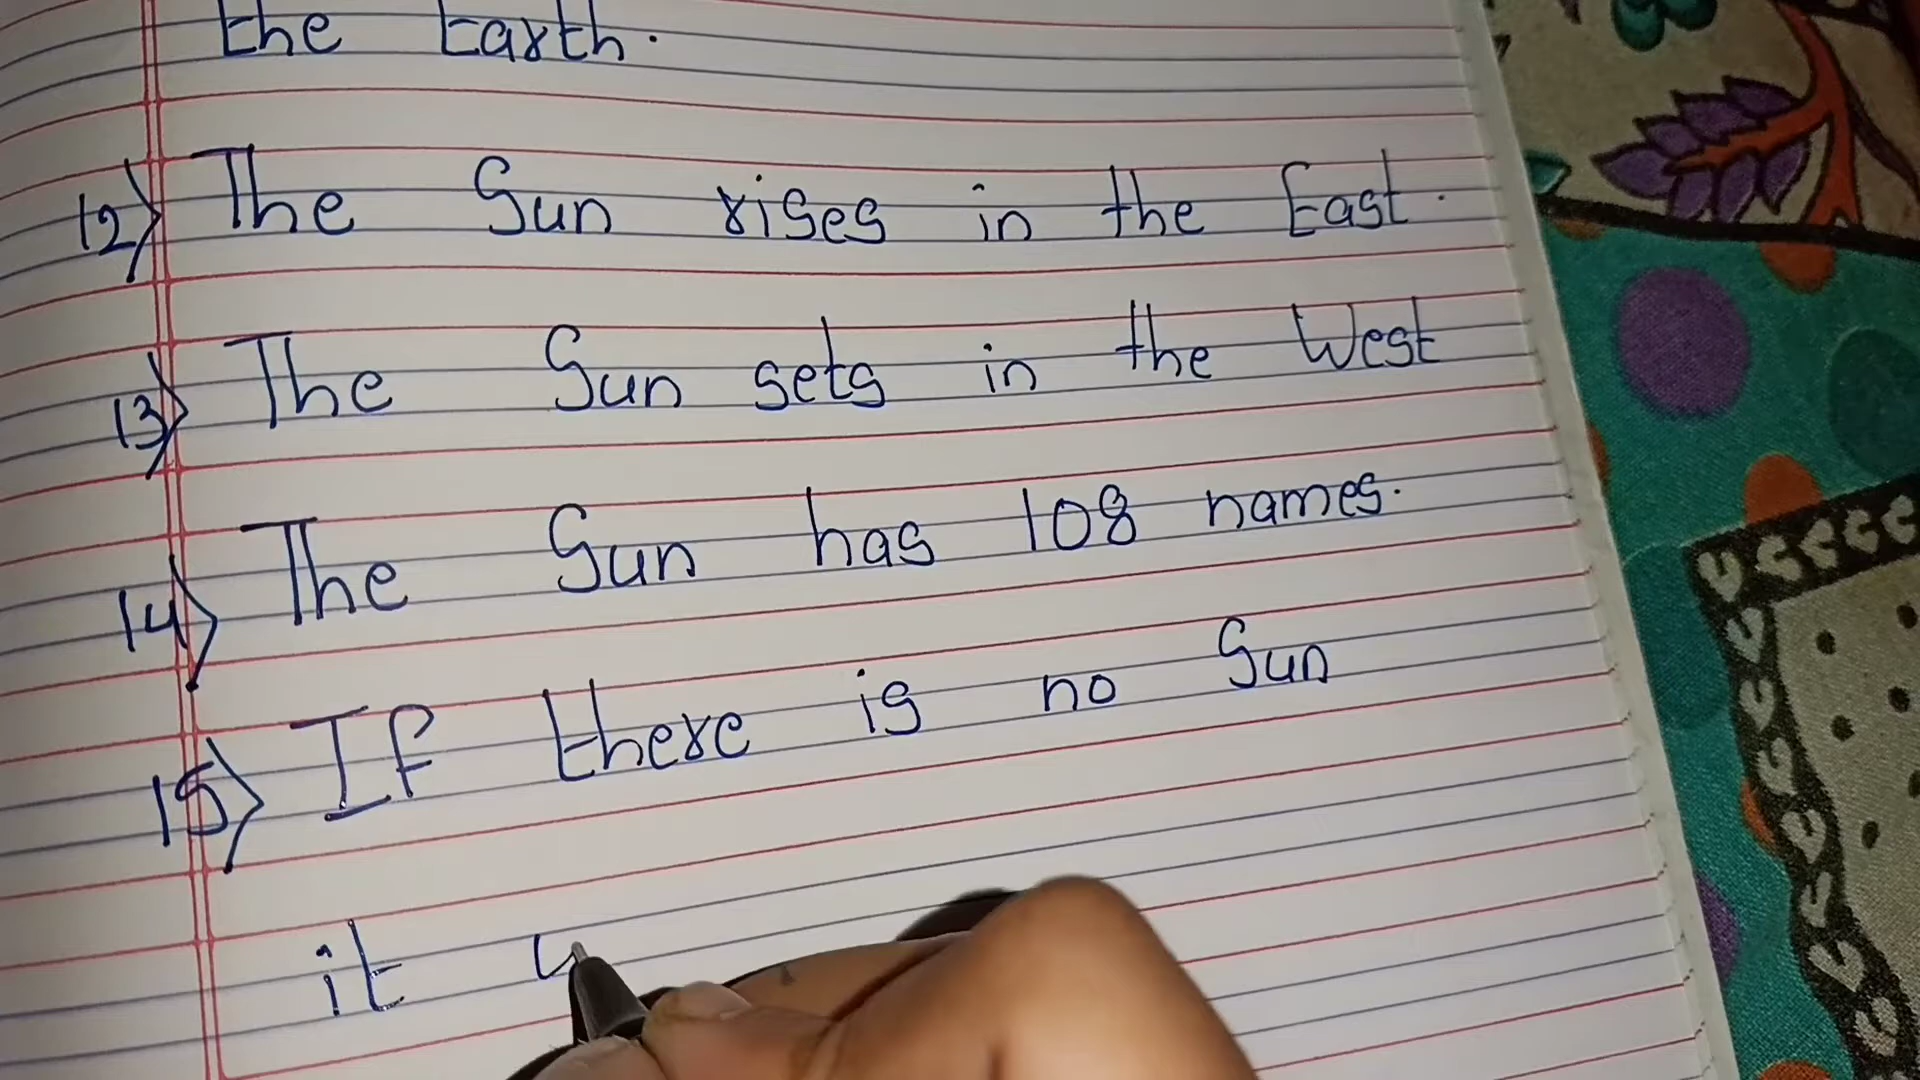 the Earth.
12) The Sun rises in the East.
13) The Sun sets in the West
14) The Sun has 108 names.
15) If there is no Sun
it